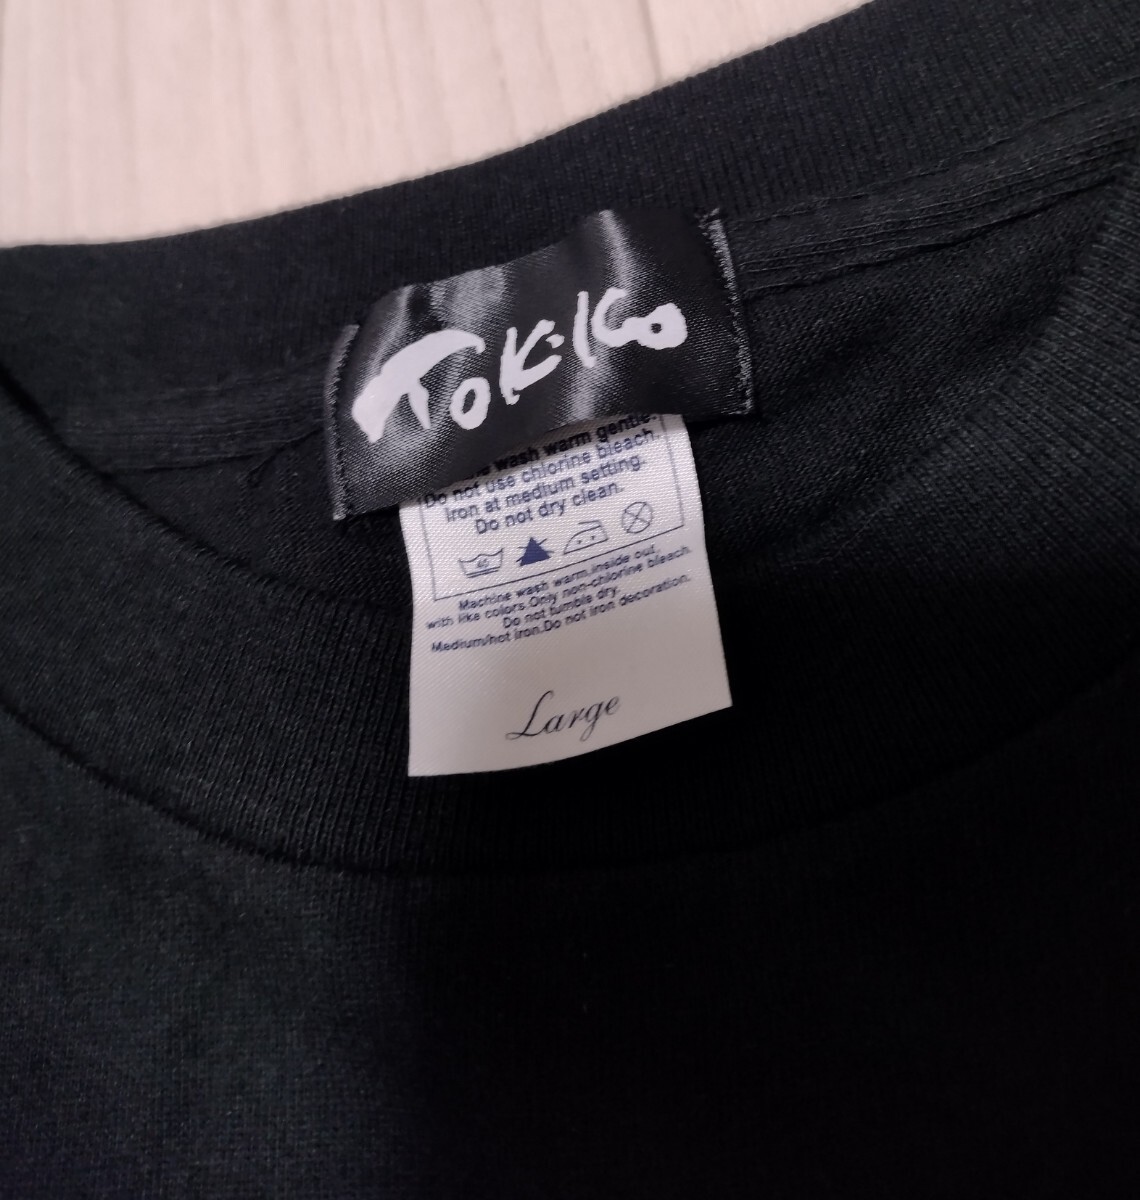 ToKiKo
wash warm gentle.
Do not use chlorine bleach.
Iron at medium setting.
Do not dry clean.
40
Machine wash warm.inside out,
with like colors.Only non-chlorine bleach.
Do not tumble dry.
Medium/hot iron.Do not iron decoration.
Large